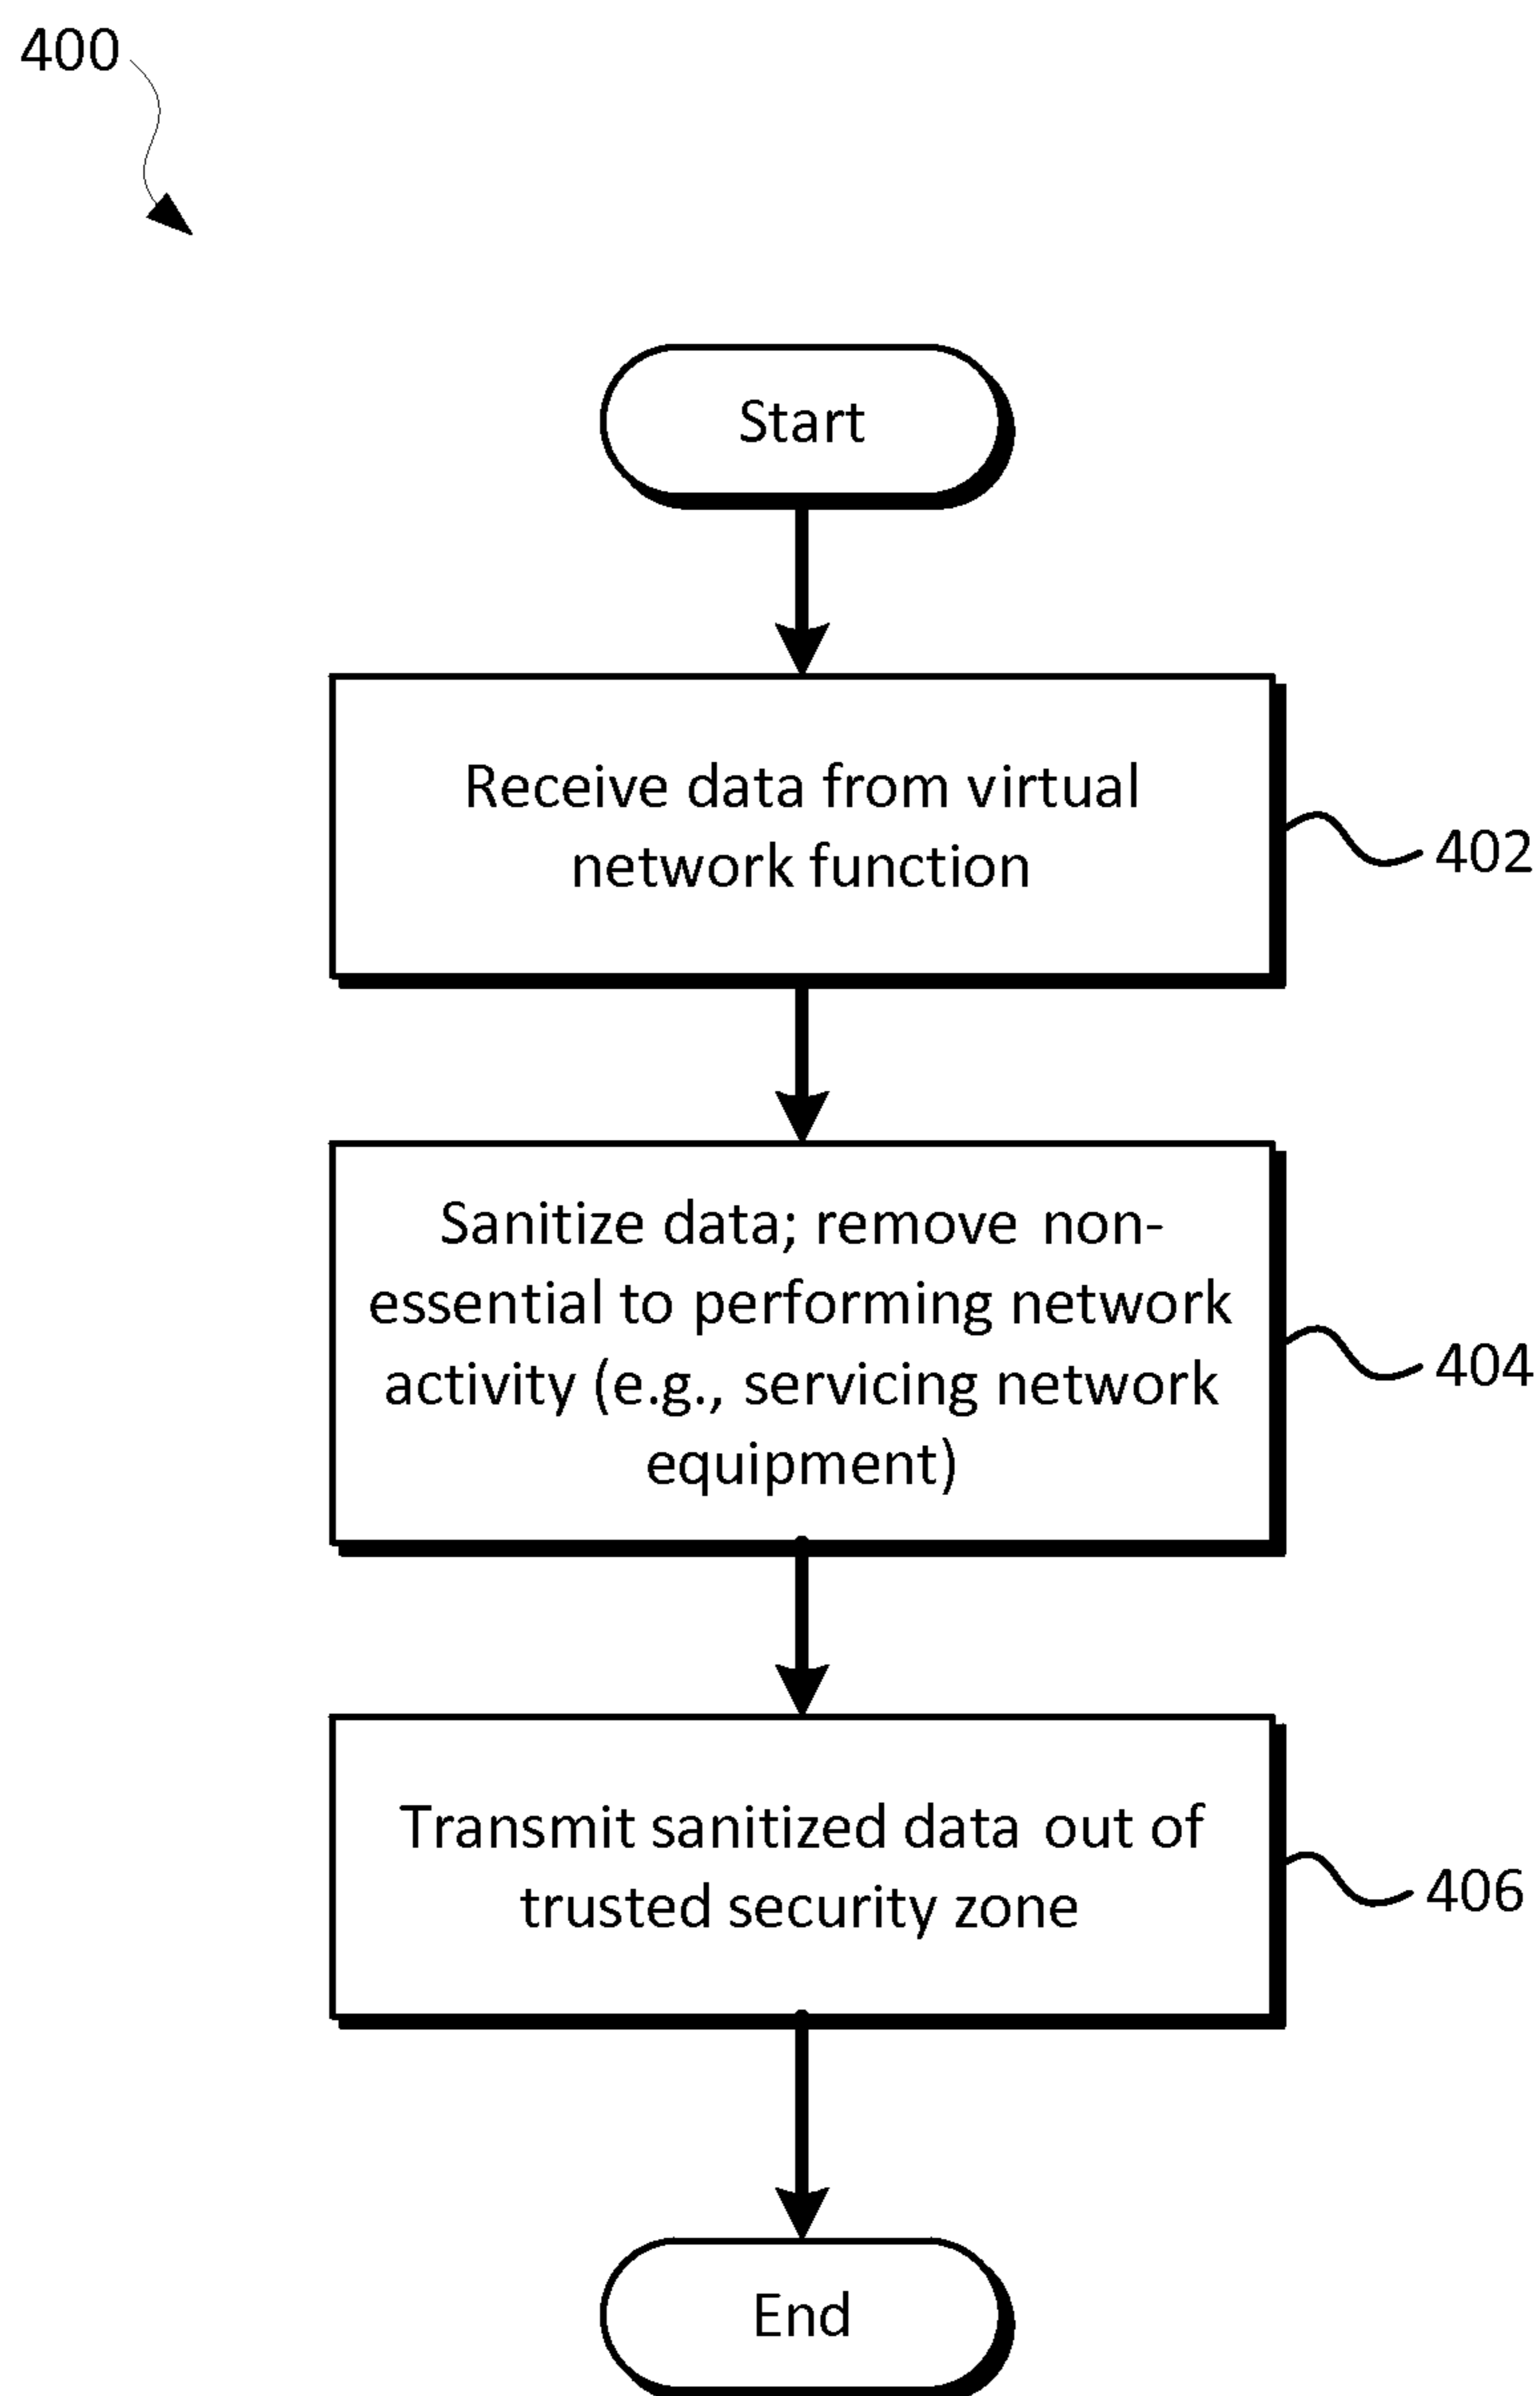 400
Start
Receive data from virtual
network function
402
Sanitize data; remove non-
essential to performing network
activity (e.g., servicing network
equipment)
404
Transmit sanitized data out of
trusted security zone
406
End